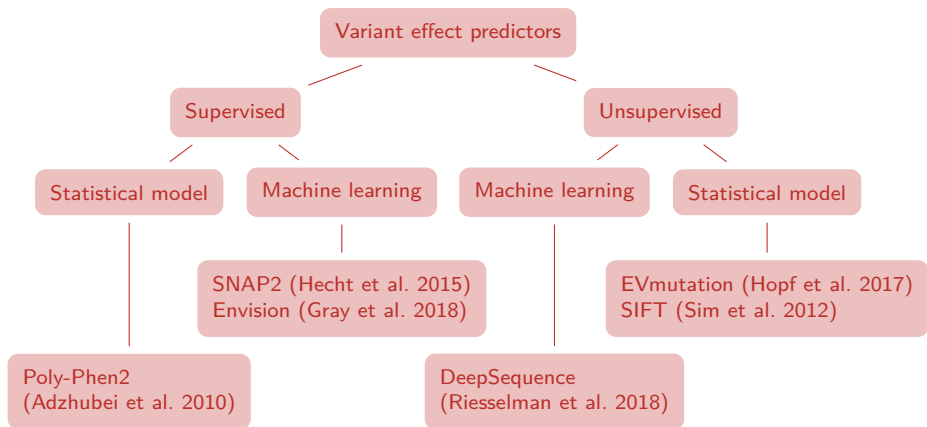 Variant effect predictors
Supervised
Unsupervised
Statistical model
Machine learning
Machine learning
Statistical model
SNAP2 (Hecht et al. 2015)
Envision (Gray et al. 2018)
EVmutation (Hopf et al. 2017)
SIFT (Sim et al. 2012)
Poly-Phen2
(Adzhubei et al. 2010)
DeepSequence
(Riesselman et al. 2018)